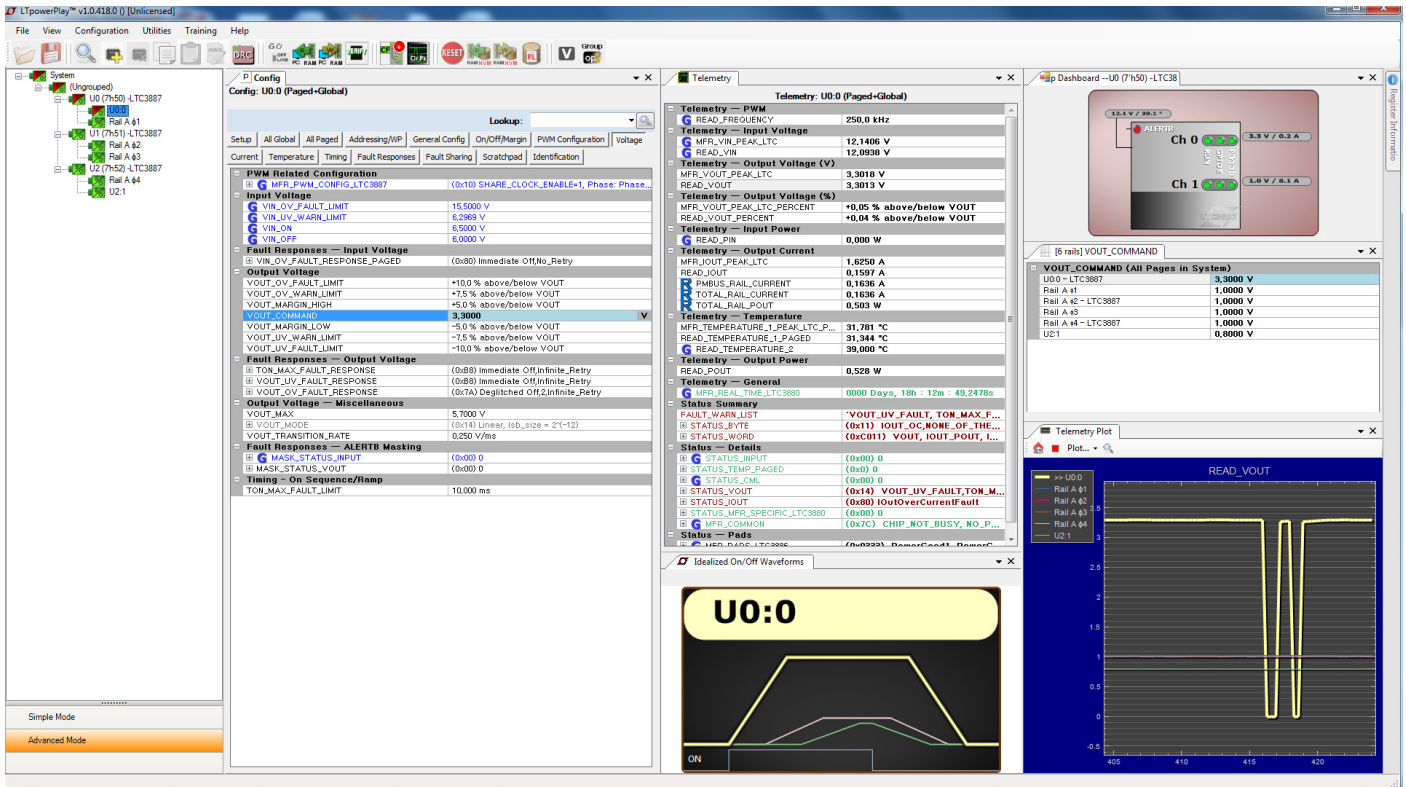 LTpowerPlay™ v1.0.418.0 () [Unlicensed]
File View Configuration Utilities Training Help
System
(Ungrouped)
U0 (7h50) -LTC3887
U0:0
Rail A ϕ1
U1 (7h51) -LTC3887
Rail A ϕ2
Rail A ϕ3
U2 (7h52) -LTC3887
Rail A ϕ4
U2:1
Simple Mode
Advanced Mode
Config
Config: U0:0 (Paged+Global)
Lookup:
Setup All Global All Paged Addressing/WP General Config On/Off/Margin PWM Configuration Voltage
Current Temperature Timing Fault Responses Fault Sharing Scratchpad Identification
PWM Related Configuration
G MFR_PWM_CONFIG_LTC3887 (0x10) SHARE_CLOCK_ENABLE=1, Phase: Phase...
Input Voltage
G VIN_OV_FAULT_LIMIT 15,5000 V
G VIN_UV_WARN_LIMIT 6,2969 V
G VIN_ON 6,5000 V
G VIN_OFF 6,0000 V
Fault Responses — Input Voltage
VIN_OV_FAULT_RESPONSE_PAGED (0x80) Immediate Off,No_Retry
Output Voltage
VOUT_OV_FAULT_LIMIT +10,0 % above/below VOUT
VOUT_OV_WARN_LIMIT +7,5 % above/below VOUT
VOUT_MARGIN_HIGH +5,0 % above/below VOUT
VOUT_COMMAND 3,3000 V
VOUT_MARGIN_LOW −5,0 % above/below VOUT
VOUT_UV_WARN_LIMIT −7,5 % above/below VOUT
VOUT_UV_FAULT_LIMIT −10,0 % above/below VOUT
Fault Responses — Output Voltage
TON_MAX_FAULT_RESPONSE (0xB8) Immediate Off,Infinite_Retry
VOUT_UV_FAULT_RESPONSE (0xB8) Immediate Off,Infinite_Retry
VOUT_OV_FAULT_RESPONSE (0x7A) Deglitched Off,2,Infinite_Retry
Output Voltage — Miscellaneous
VOUT_MAX 5,7000 V
VOUT_MODE (0x14) Linear, lsb_size = 2^(−12)
VOUT_TRANSITION_RATE 0,250 V/ms
Fault Responses — ALERTB Masking
G MASK_STATUS_INPUT (0x00) 0
MASK_STATUS_VOUT (0x00) 0
Timing - On Sequence/Ramp
TON_MAX_FAULT_LIMIT 10,000 ms
Telemetry
Telemetry: U0:0 (Paged+Global)
Telemetry — PWM
G READ_FREQUENCY 250,0 kHz
Telemetry — Input Voltage
G MFR_VIN_PEAK_LTC 12,1406 V
G READ_VIN 12,0938 V
Telemetry — Output Voltage (V)
MFR_VOUT_PEAK_LTC 3,3018 V
READ_VOUT 3,3013 V
Telemetry — Output Voltage (%)
MFR_VOUT_PEAK_LTC_PERCENT +0,05 % above/below VOUT
READ_VOUT_PERCENT +0,04 % above/below VOUT
Telemetry — Input Power
G READ_PIN 0,000 W
Telemetry — Output Current
MFR_IOUT_PEAK_LTC 1,6250 A
READ_IOUT 0,1597 A
R PMBUS_RAIL_CURRENT 0,1636 A
R TOTAL_RAIL_CURRENT 0,1636 A
R TOTAL_RAIL_POUT 0,503 W
Telemetry — Temperature
MFR_TEMPERATURE_1_PEAK_LTC_P... 31,781 °C
READ_TEMPERATURE_1_PAGED 31,344 °C
G READ_TEMPERATURE_2 39,000 °C
Telemetry — Output Power
READ_POUT 0,528 W
Telemetry — General
G MFR_REAL_TIME_LTC3880 0000 Days, 18h : 12m : 49,2478s
Status Summary
FAULT_WARN_LIST 'VOUT_UV_FAULT, TON_MAX_F...
STATUS_BYTE (0x11) IOUT_OC,NONE_OF_THE...
STATUS_WORD (0xC011) VOUT, IOUT_POUT, I...
Status — Details
G STATUS_INPUT (0x00) 0
STATUS_TEMP_PAGED (0x0) 0
G STATUS_CML (0x00) 0
STATUS_VOUT (0x14) VOUT_UV_FAULT,TON_M...
STATUS_IOUT (0x80) IOutOverCurrentFault
STATUS_MFR_SPECIFIC_LTC3880 (0x00) 0
G MFR_COMMON (0x7C) CHIP_NOT_BUSY, NO_P...
Status — Pads
Idealized On/Off Waveforms
U0:0
ON
p Dashboard --U0 (7'h50) -LTC38
12.1 V / 39.1 °
ALERTB
Ch 0
3.3 V / 0.2 A
Ch 1
1.0 V / 8.1 A
[6 rails] VOUT_COMMAND
VOUT_COMMAND (All Pages in System)
U0:0 - LTC3887 3,3000 V
Rail A ϕ1 1,0000 V
Rail A ϕ2 - LTC3887 1,0000 V
Rail A ϕ3 1,0000 V
Rail A ϕ4 - LTC3887 1,0000 V
U2:1 0,8000 V
Telemetry Plot
Plot...
READ_VOUT
>> U0:0
Rail A ϕ1
Rail A ϕ2
Rail A ϕ3
Rail A ϕ4
U2:1
3.5
3
2.5
2
1.5
1
0.5
0
-0.5
405 410 415 420
Register Informatio